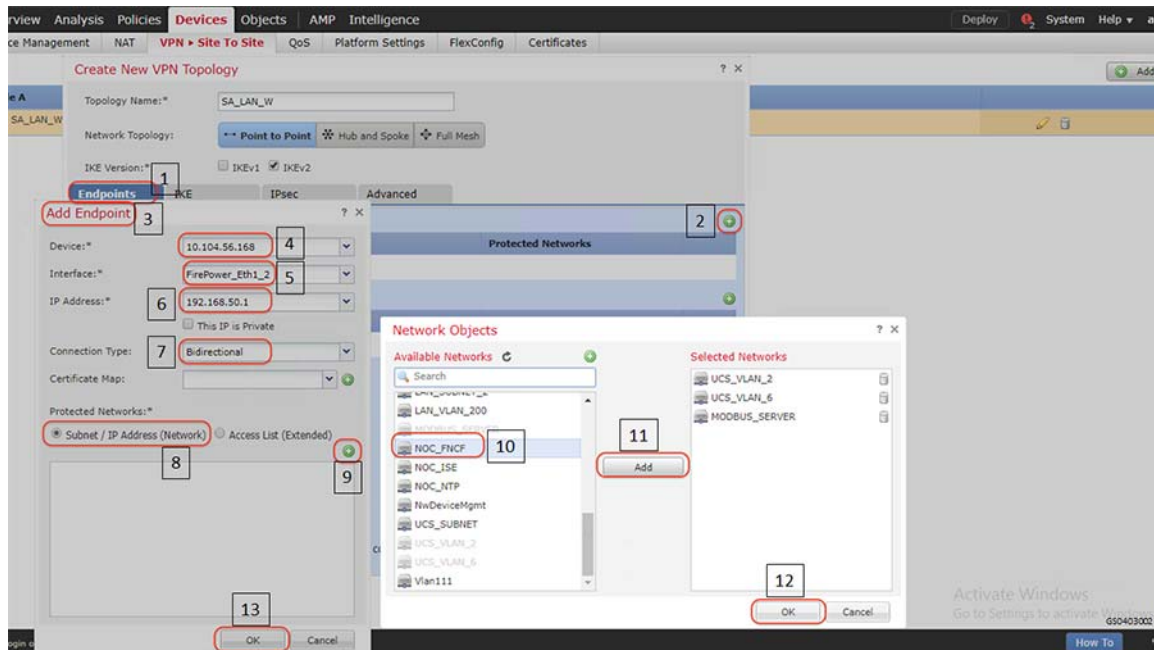 rview Analysis Policies Devices Objects AMP Intelligence Deploy 2 System Help a
ce Management NAT VPN ▸ Site To Site QoS Platform Settings FlexConfig Certificates
Create New VPN Topology ? ×
Add
e A
SA_LAN_W
Topology Name:* SA_LAN_W
Network Topology: Point to Point Hub and Spoke Full Mesh
IKE Version:* IKEv1 IKEv2
1
Endpoints IKE IPsec Advanced
2
Protected Networks
Add Endpoint ? ×
3
Device:* 10.104.56.168
4
Interface:* FirePower_Eth1_2
5
IP Address:* 192.168.50.1
6
This IP is Private
Connection Type: Bidirectional
7
Certificate Map:
Protected Networks:*
Subnet / IP Address (Network) Access List (Extended)
8
9
13
OK Cancel
Network Objects ? ×
Available Networks
Search
LAN_SUBNET_2
LAN_VLAN_200
MODBUS_SERVER
NOC_FNCF
10
NOC_ISE
NOC_NTP
NwDeviceMgmt
UCS_SUBNET
UCS_VLAN_2
UCS_VLAN_6
Vlan111
11
Add
Selected Networks
UCS_VLAN_2
UCS_VLAN_6
MODBUS_SERVER
12
OK Cancel
Activate Windows
Go to Settings to activate Windows
GS0403002
ogin o
How To